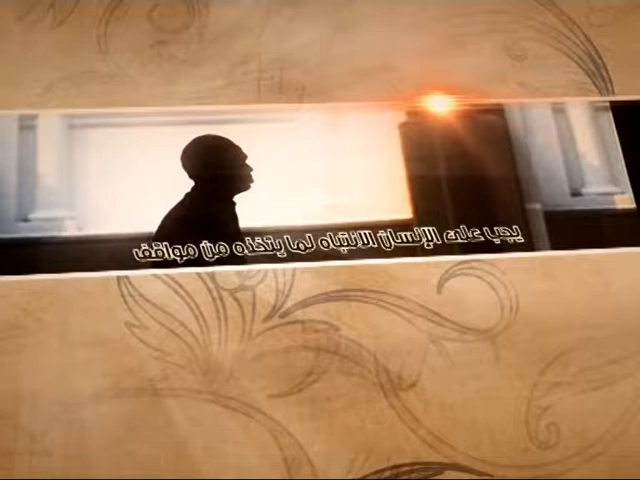 يجب على الإنسان الانتباه لما يتخذه من مواقف